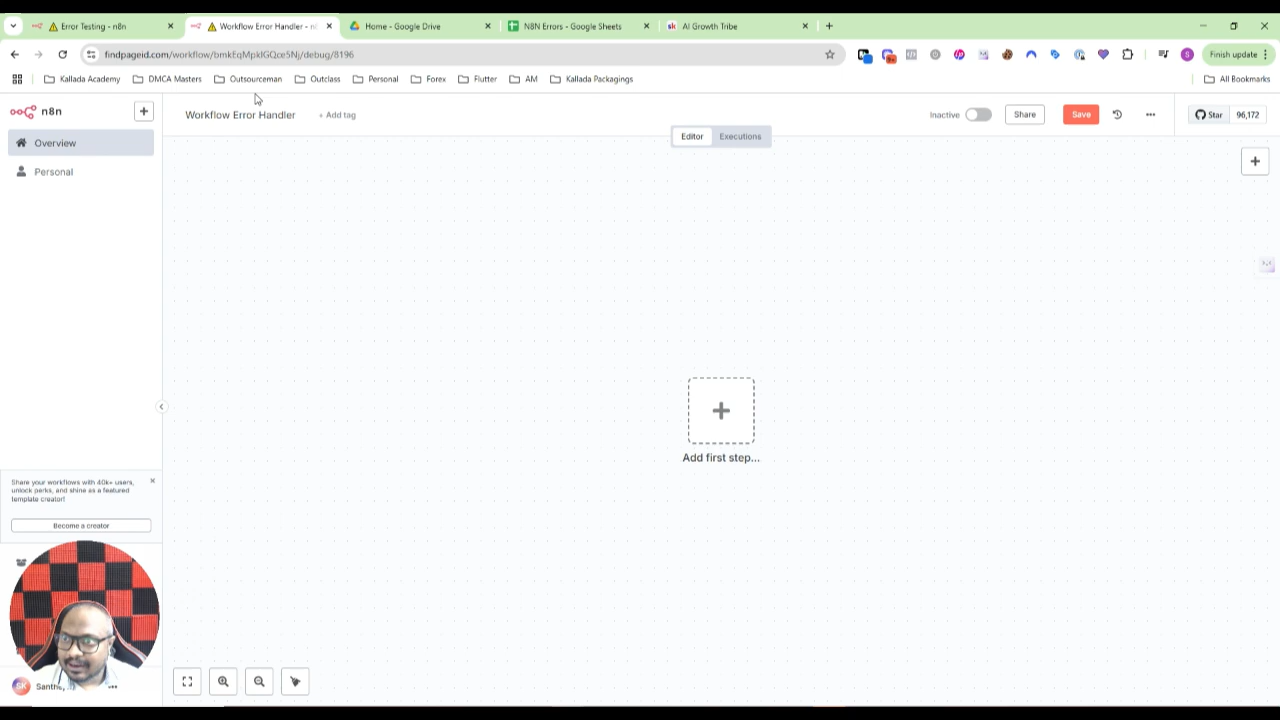 Error Testing - n8n
Workflow Error Handler - n8
Home - Google Drive
N8N Errors - Google Sheets
AI Growth Tribe
findpageid.com/workflow/bmkEqMpkIGQce5Nj/debug/8196
Finish update
Kallada Academy
DMCA Masters
Outsourceman
Outclass
Personal
Forex
Flutter
AM
Kallada Packagings
All Bookmarks
n8n
Workflow Error Handler
+ Add tag
Inactive
Share
Save
Star
96,172
Editor
Executions
Overview
Personal
Add first step...
Share your workflows with 40k+ users,
unlock perks, and shine as a featured
template creator!
Become a creator
SK